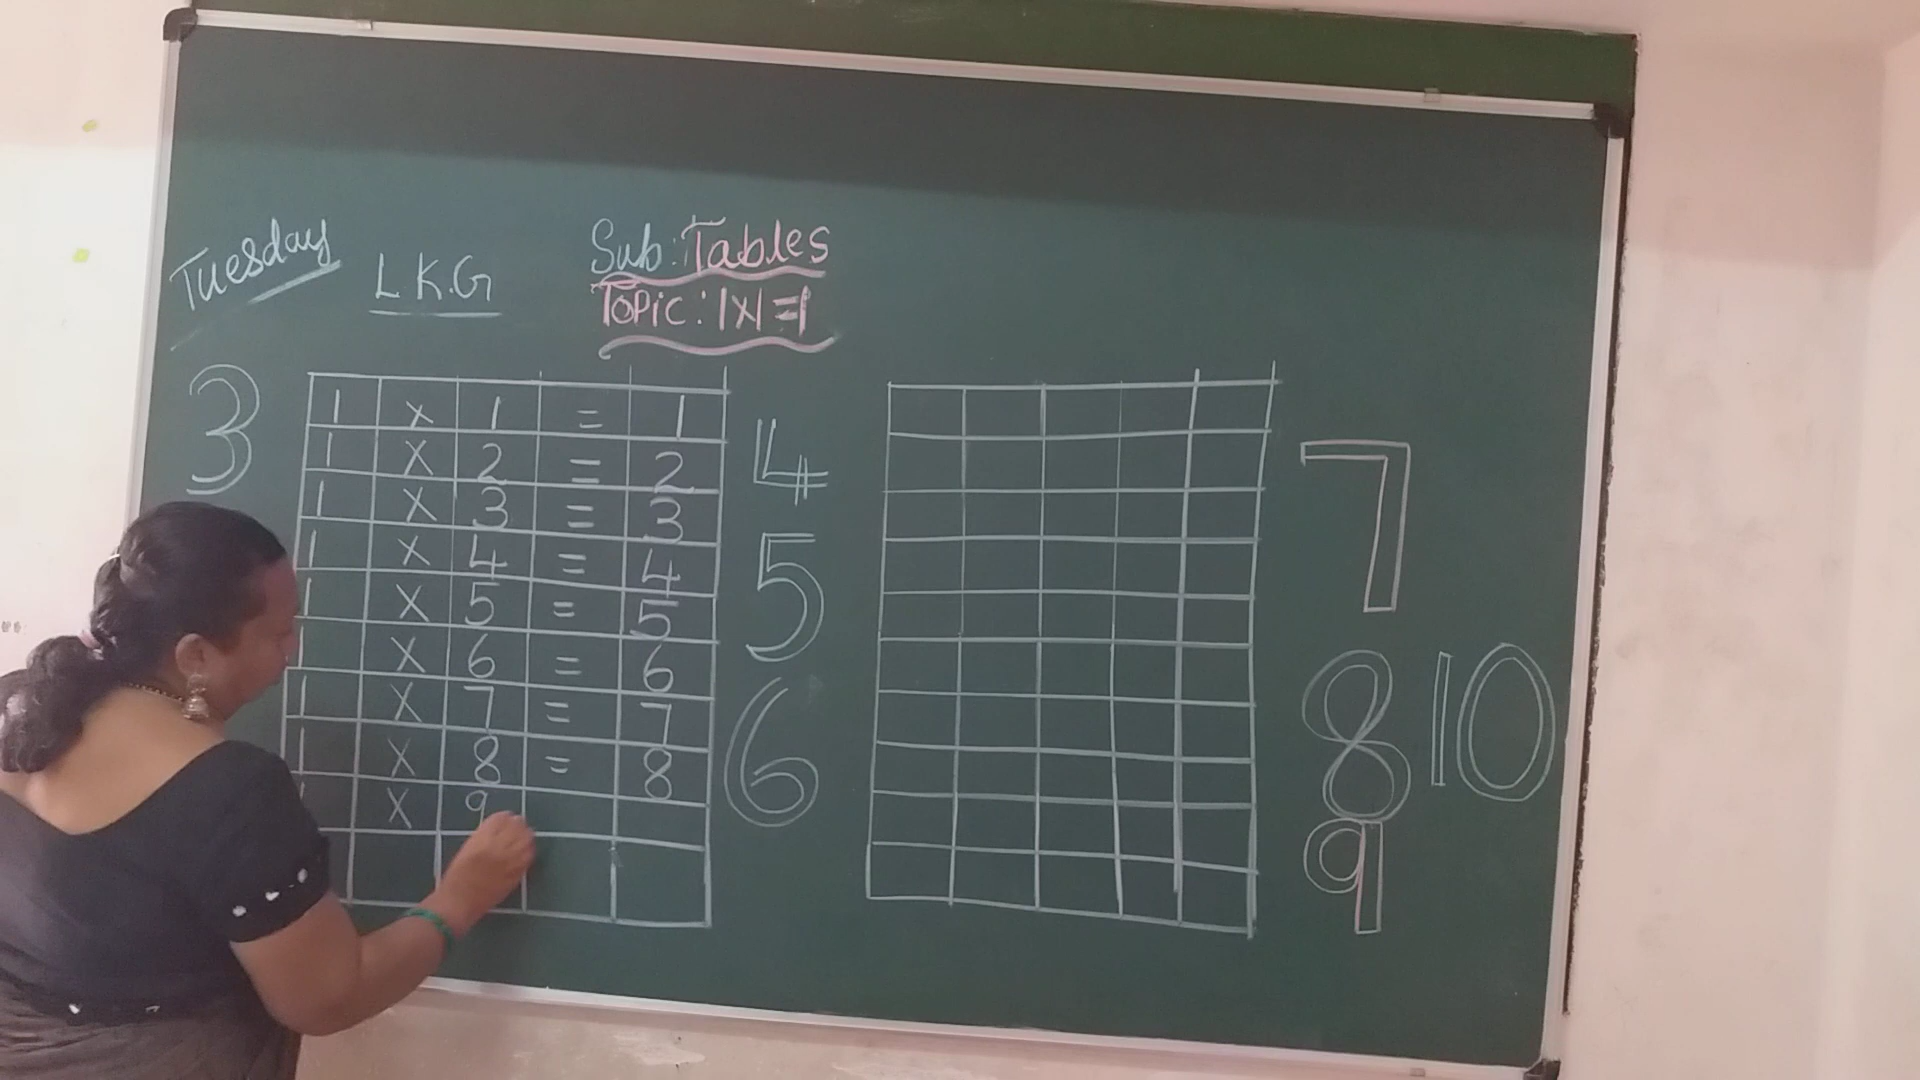 Tuesday
L.K.G
Sub: Tables
Topic: 1x1=1
3
1 x 1 = 1
1 x 2 = 2
1 x 3 = 3
1 x 4 = 4
1 x 5 = 5
1 x 6 = 6
1 x 7 = 7
1 x 8 = 8
1 x 9
4
5
6
7
8
9
10